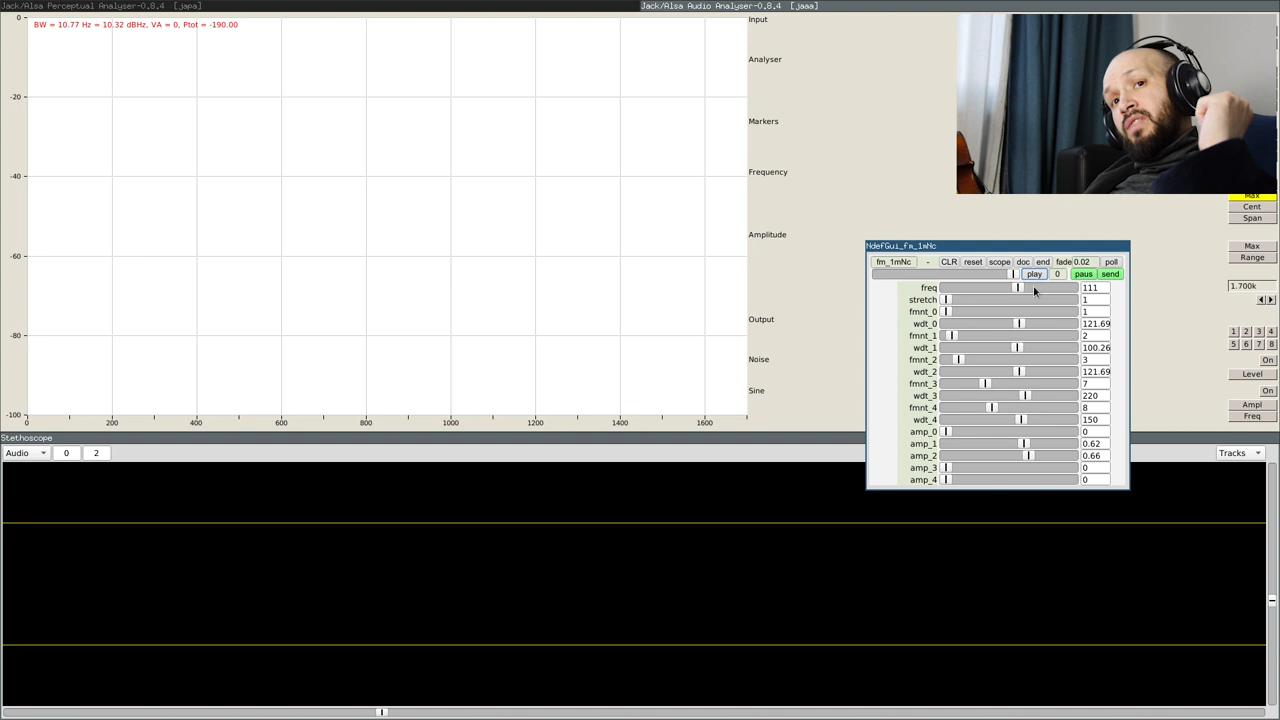 Jack/Alsa Perceptual Analyser-0.8.4 [japa]
Jack/Alsa Audio Analyser-0.8.4 [jaaa]
BW = 10.77 Hz = 10.32 dBHz, VA = 0, Ptot = -190.00
0
-20
-40
-60
-80
-100
0 200 400 600 800 1000 1200 1400 1600
Input
Analyser
Markers
Frequency
Amplitude
Output
Noise
Sine
Max
Cent
Span
Max
Range
1.700k
1 2 3 4
5 6 7 8
On
Level
On
Ampl
Freq
NdefGui_fm_1mNc
fm_1mNc - CLR reset scope doc end fade 0.02 poll
play 0 paus send
freq 111
stretch 1
fmnt_0 1
wdt_0 121.69
fmnt_1 2
wdt_1 100.26
fmnt_2 3
wdt_2 121.69
fmnt_3 7
wdt_3 220
fmnt_4 8
wdt_4 150
amp_0 0
amp_1 0.62
amp_2 0.66
amp_3 0
amp_4 0
Stethoscope
Audio 0 2 Tracks